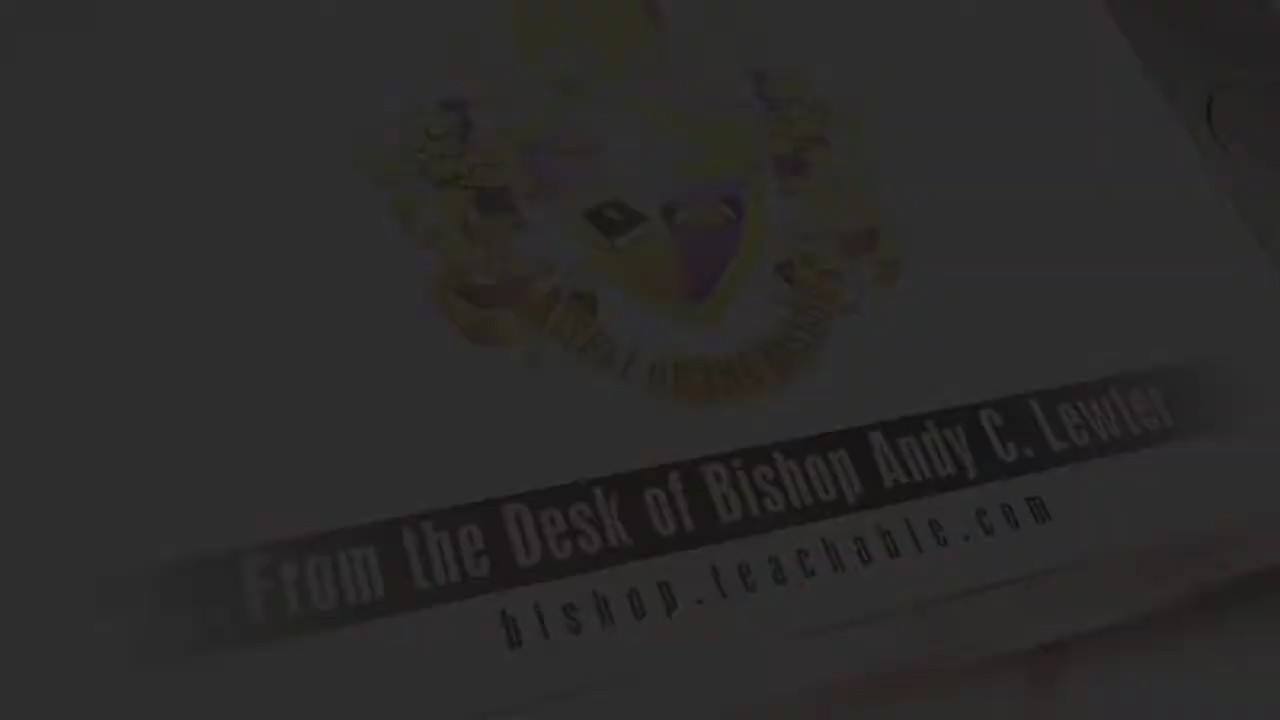 From the Desk of Bishop Andy C. Lewter
bishop.teachable.com